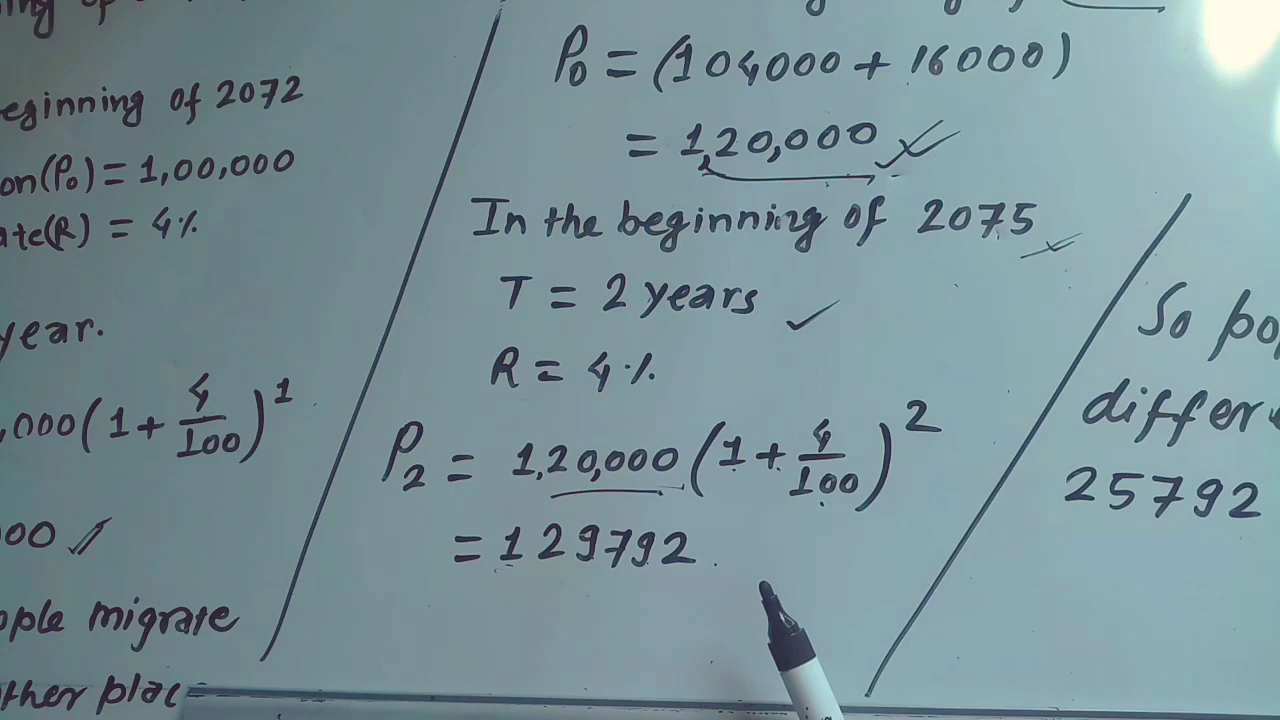 of
eginning of 2072
on(P₀) = 1,00,000
ate(R) = 4%
year.
,000(1+4/100)^1
00
ople migrate
ther plac
P₀ = (104000 + 16000)
= 1,20,000
In the beginning of 2075
T = 2 years
R = 4%
P₂ = 1,20,000(1+4/100)^2
= 129792.
So po
differ
25792